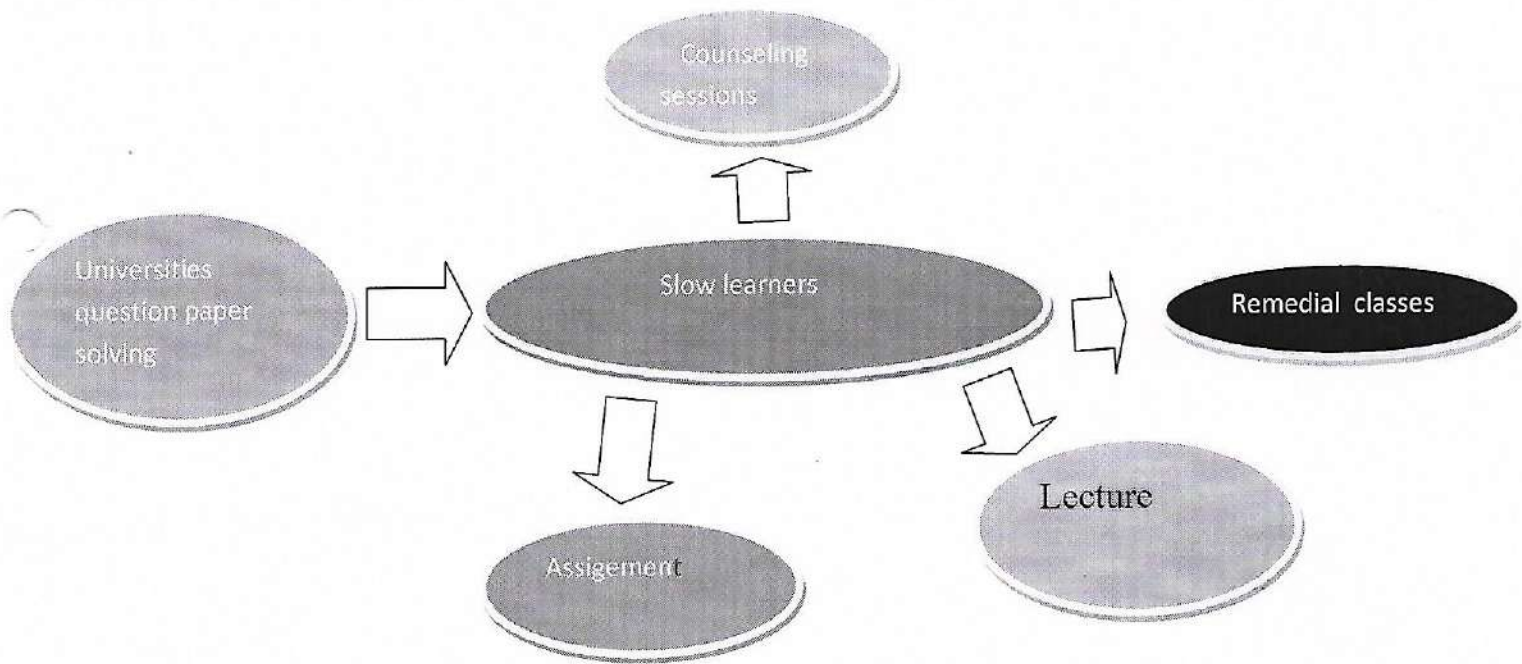 Counseling
sessions
Universities
question paper
solving
Slow learners
Remedial classes
Lecture
Assigement